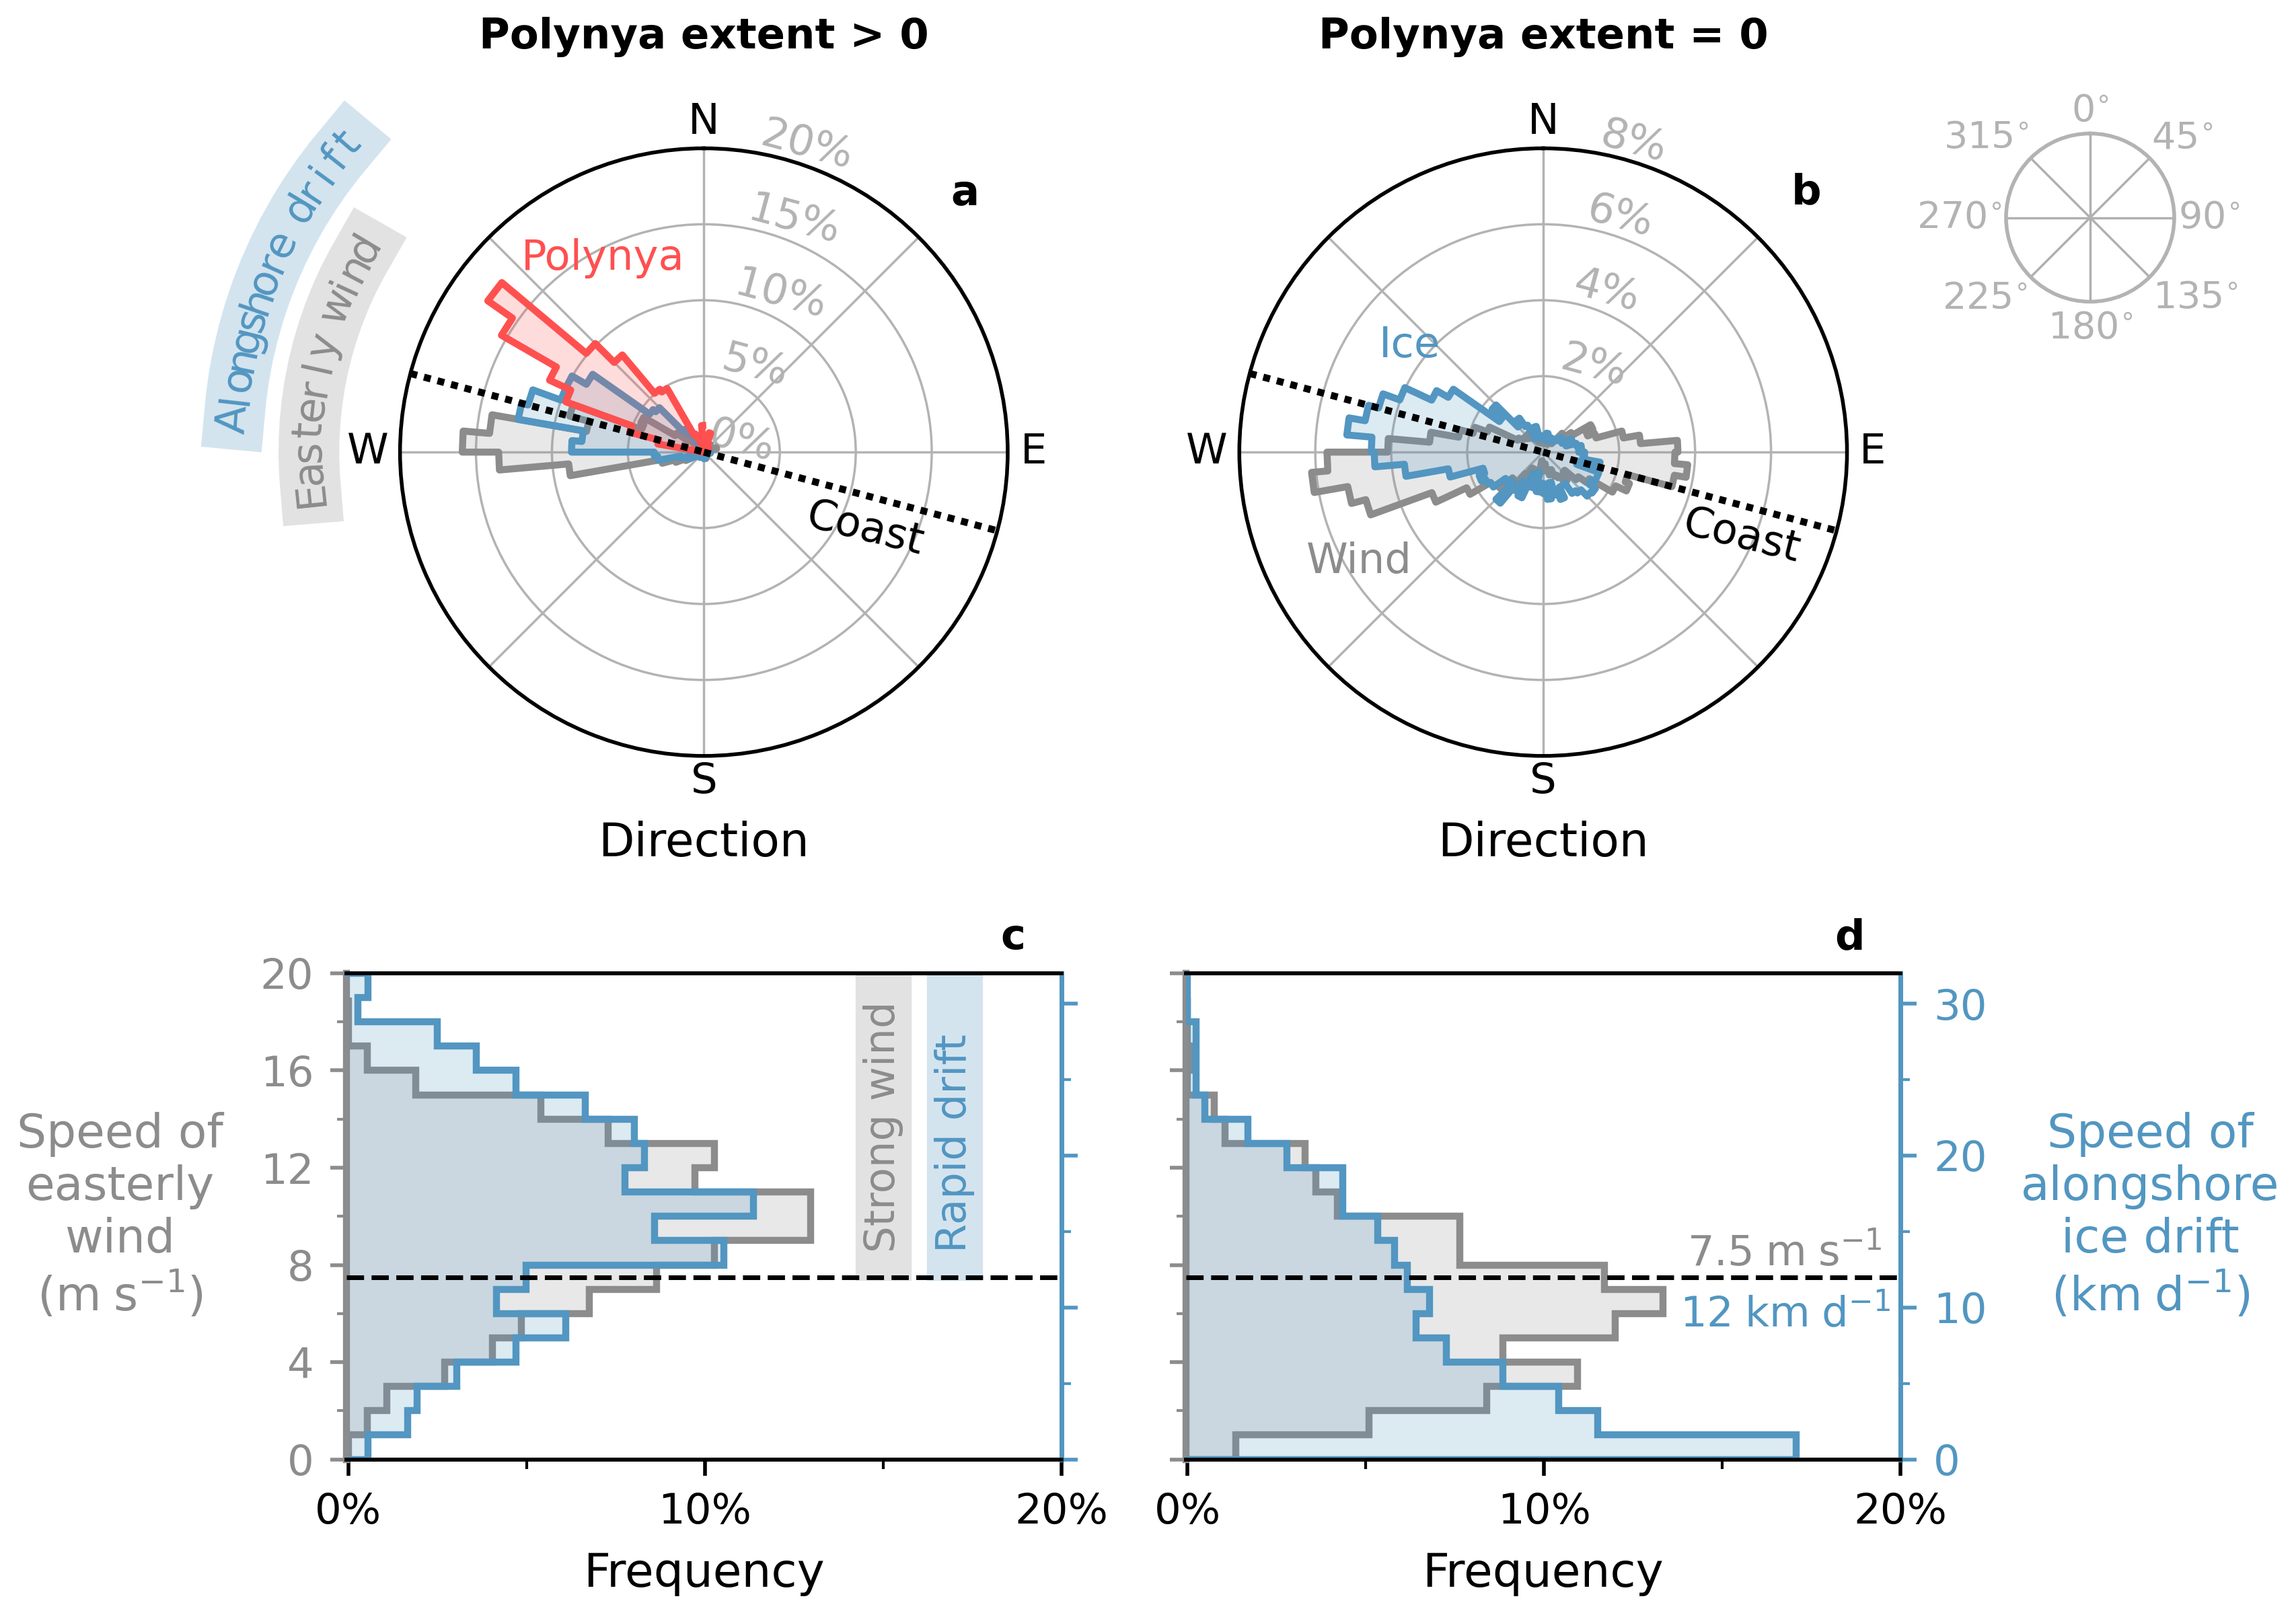 Polynya extent > 0
Polynya extent = 0
Alongshore drift
Easterly wind
N
20%
15%
10%
5%
0%
a
Polynya
W
E
Coast
S
Direction
N
8%
6%
4%
2%
b
Ice
W
E
Wind
Coast
S
Direction
0°
45°
90°
135°
180°
225°
270°
315°
c
20
16
12
8
4
0
Speed of
easterly
wind
(m s⁻¹)
Strong wind
Rapid drift
0%
10%
20%
Frequency
d
7.5 m s⁻¹
12 km d⁻¹
30
20
10
0
Speed of
alongshore
ice drift
(km d⁻¹)
0%
10%
20%
Frequency